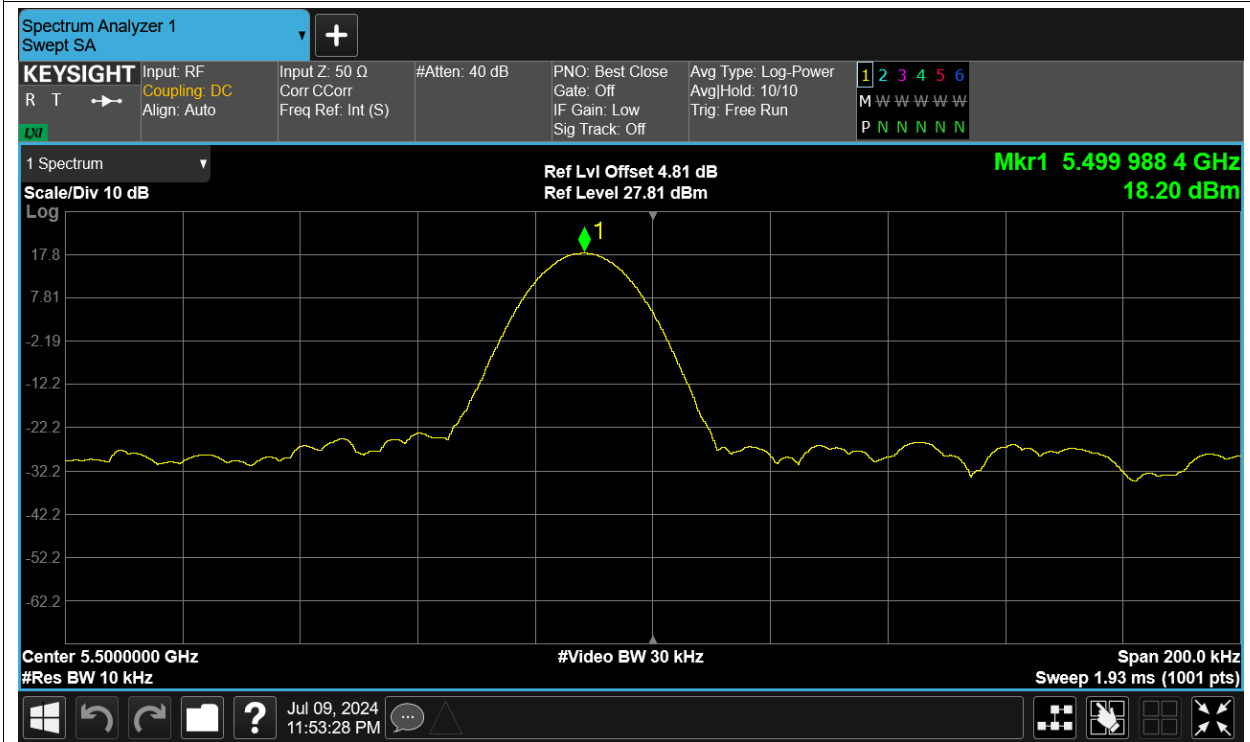 Spectrum Analyzer 1
Swept SA
KEYSIGHT
R T
LXI
Input: RF
Coupling: DC
Align: Auto
Input Z: 50 Ω
Corr CCorr
Freq Ref: Int (S)
#Atten: 40 dB
PNO: Best Close
Gate: Off
IF Gain: Low
Sig Track: Off
Avg Type: Log-Power
Avg|Hold: 10/10
Trig: Free Run
1 2 3 4 5 6
M W W W W W
P N N N N N
1 Spectrum
Scale/Div 10 dB
Log
Ref Lvl Offset 4.81 dB
Ref Level 27.81 dBm
Mkr1 5.499 988 4 GHz
18.20 dBm
1
17.8
7.81
-2.19
-12.2
-22.2
-32.2
-42.2
-52.2
-62.2
Center 5.5000000 GHz
#Res BW 10 kHz
#Video BW 30 kHz
Span 200.0 kHz
Sweep 1.93 ms (1001 pts)
?
Jul 09, 2024
11:53:28 PM